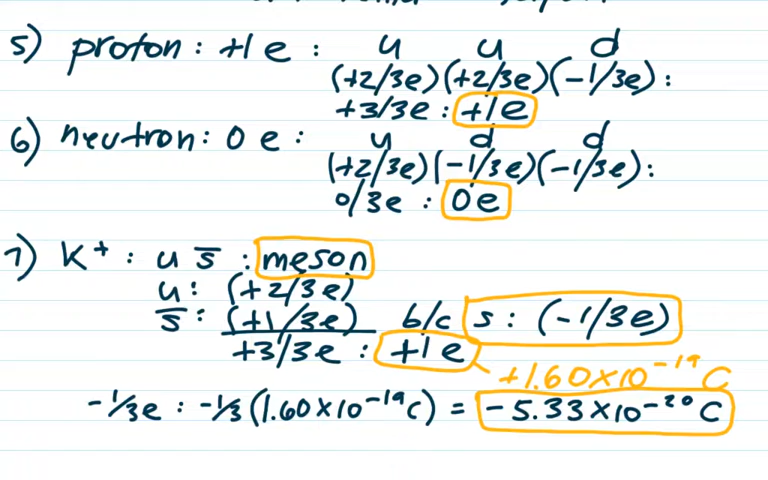 5) proton : +1 e : u u d
(+2/3e)(+2/3e)(-1/3e) :
+3/3e : +1e
6) neutron : 0 e : u d d
(+2/3e)(-1/3e)(-1/3e) :
0/3e : 0e
7) K⁺ : u s̅ : meson
u : (+2/3e)
s̅ : (+1/3e) b/c s : (-1/3e)
+3/3e : +1e
+1.60×10⁻¹⁹ C
-⅓e : -⅓(1.60×10⁻¹⁹C) = -5.33×10⁻²⁰ C